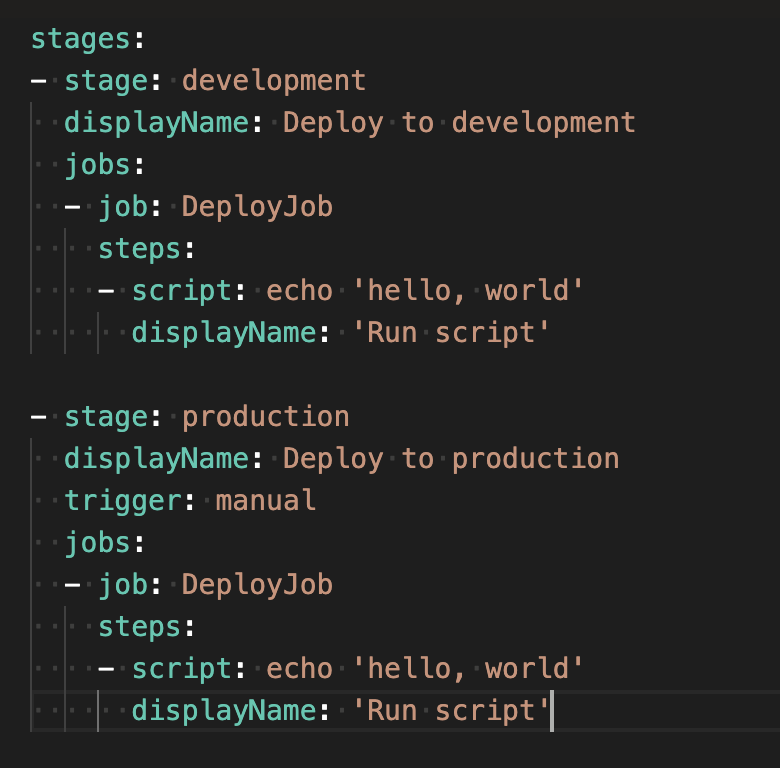 stages:
- stage: development
  displayName: Deploy to development
  jobs:
  - job: DeployJob
    steps:
    - script: echo 'hello, world'
      displayName: 'Run script'

- stage: production
  displayName: Deploy to production
  trigger: manual
  jobs:
  - job: DeployJob
    steps:
    - script: echo 'hello, world'
      displayName: 'Run script'